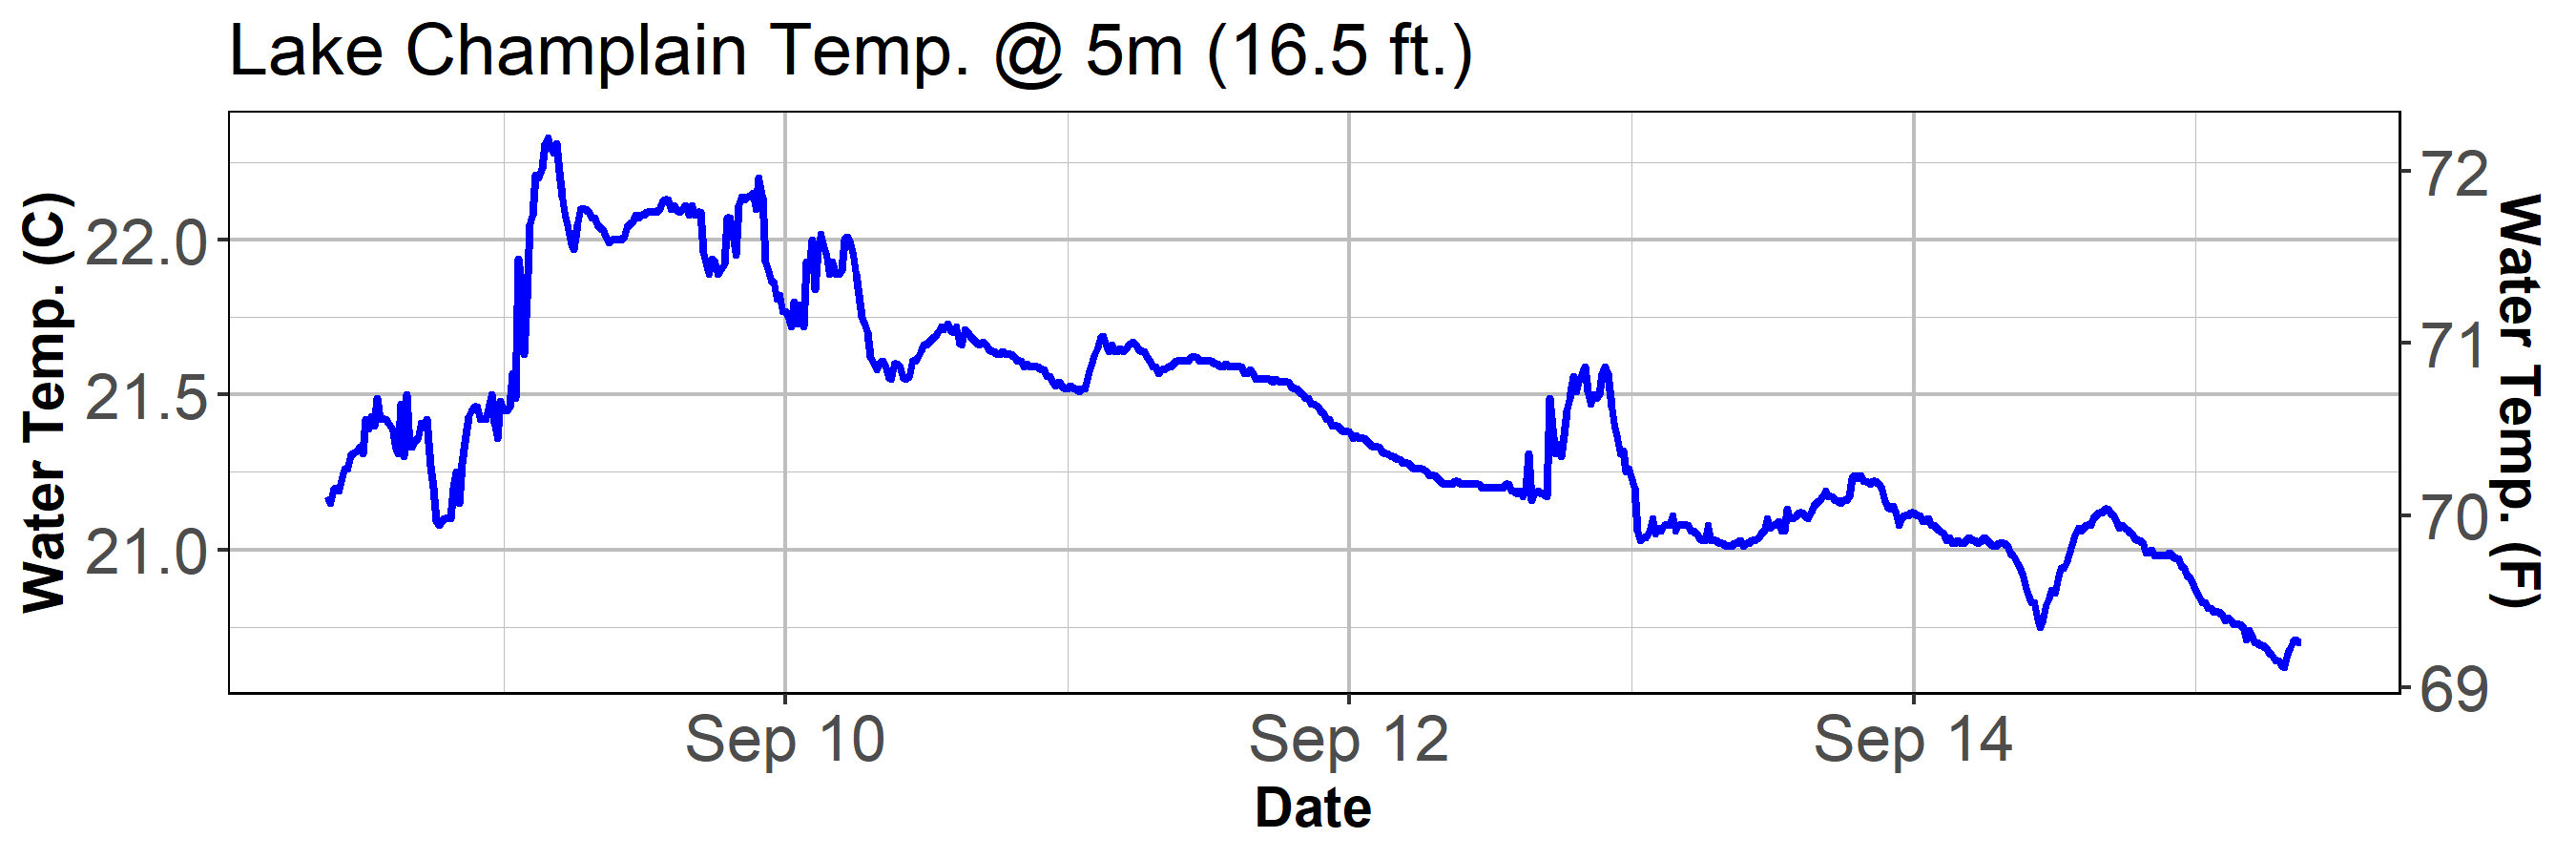 Lake Champlain Temp. @ 5m (16.5 ft.)
Water Temp. (C)
22.0
21.5
21.0
72
71
70
69
Water Temp. (F)
Sep 10
Sep 12
Sep 14
Date